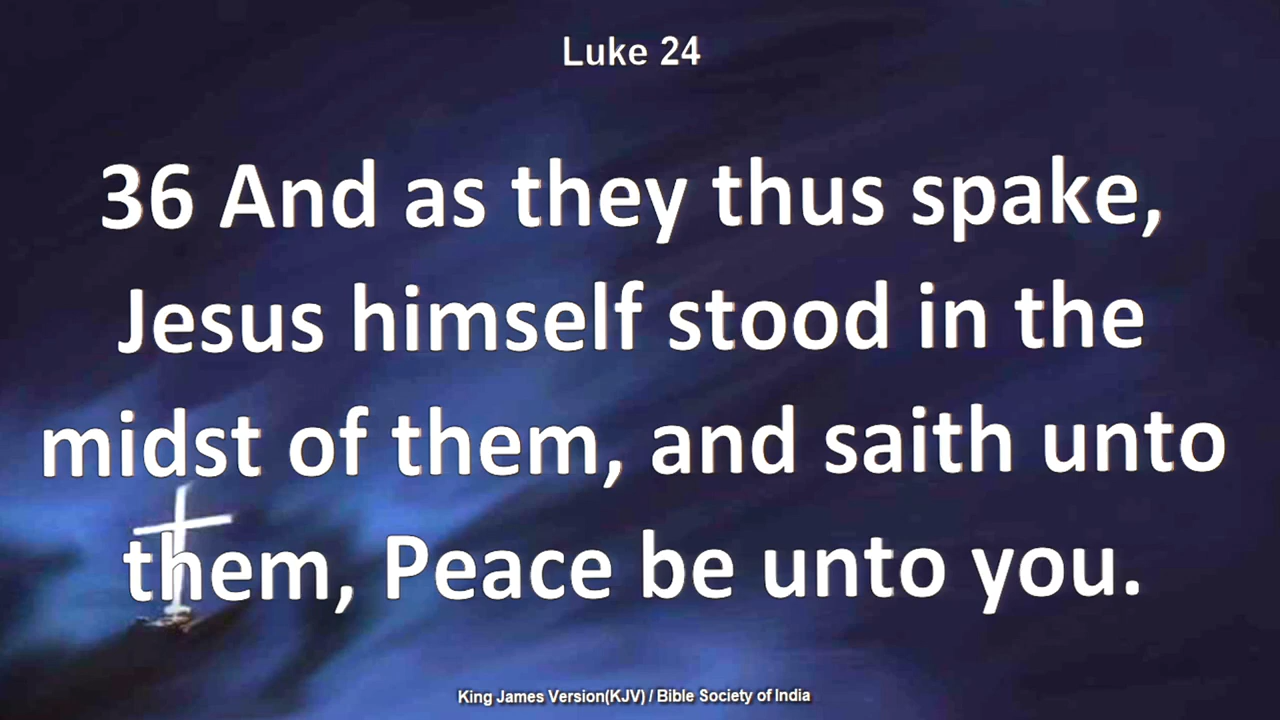 Luke 24
36 And as they thus spake,
Jesus himself stood in the
midst of them, and saith unto
them, Peace be unto you.
King James Version(KJV) / Bible Society of India